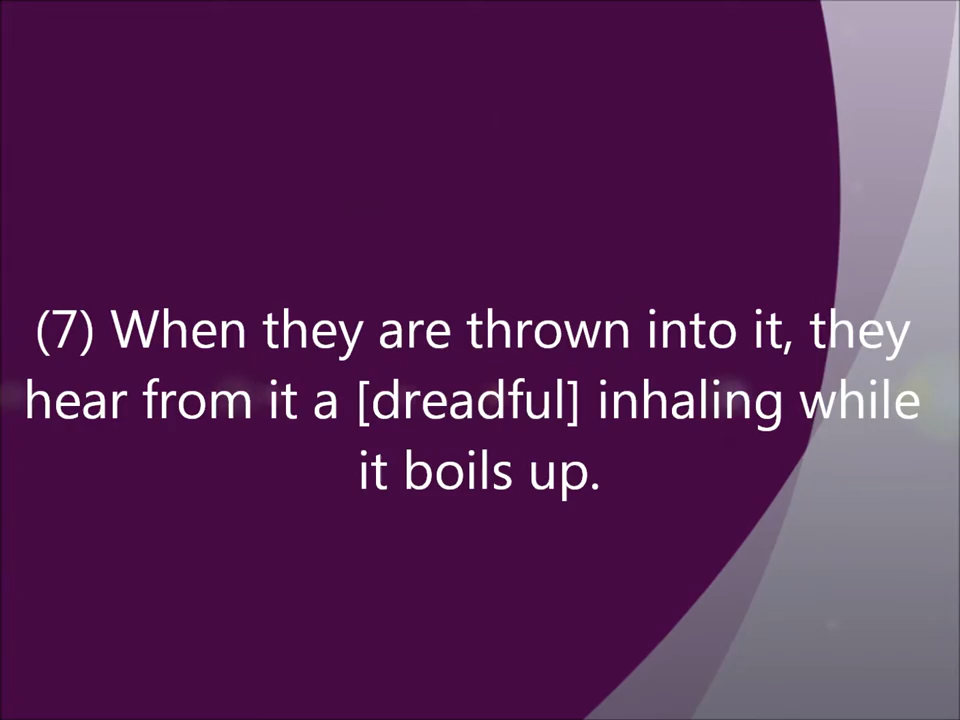 (7) When they are thrown into it, they
hear from it a [dreadful] inhaling while
it boils up.